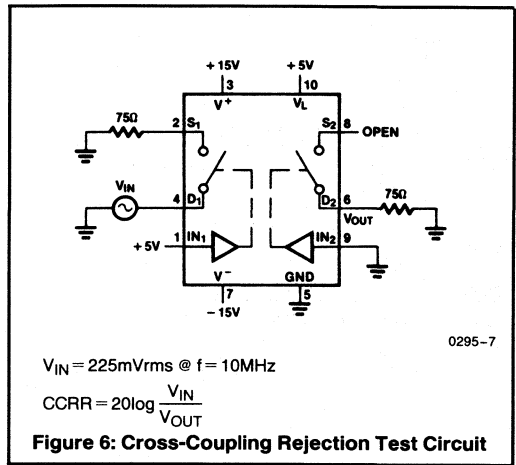 + 15V
+ 5V
3
10
V+
VL
75Ω
2
S1
S2
8
OPEN
VIN
4
D1
D2
6
75Ω
VOUT
+ 5V
1
IN1
IN2
9
V−
GND
7
5
− 15V
0295–7
VIN = 225mVrms @ f = 10MHz
CCRR = 20log VIN
VOUT
Figure 6: Cross-Coupling Rejection Test Circuit